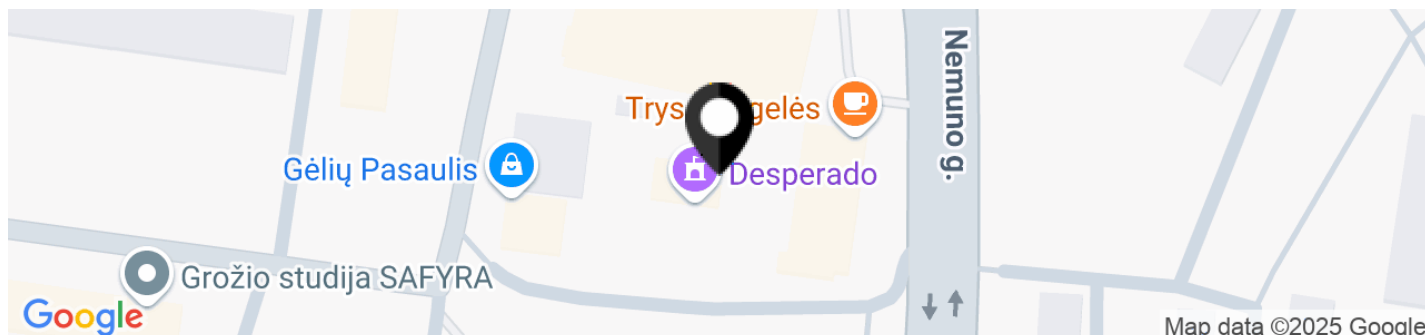 Nemuno g.
Trys gelės
Gėlių Pasaulis
Desperado
Grožio studija SAFYRA
Google
Map data ©2025 Google